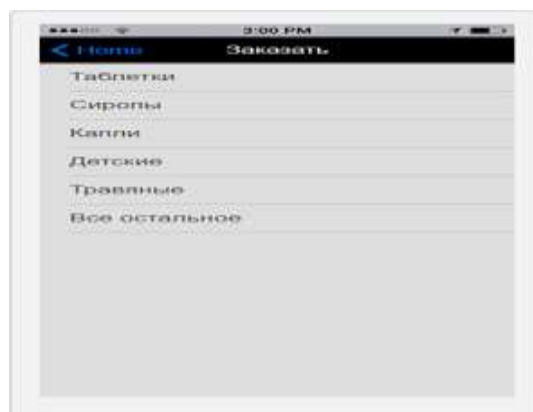 3:00 PM
Home Заказать
Таблетки
Сиропы
Капли
Детские
Травяные
Все остальное